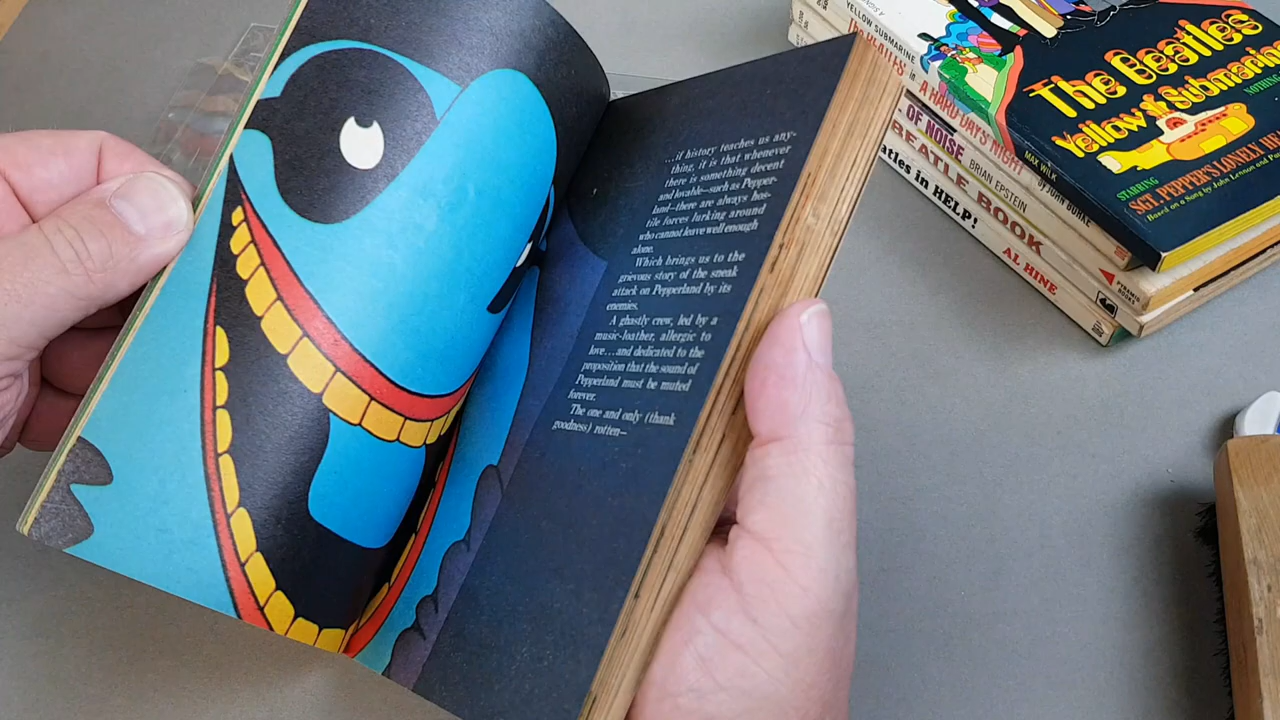 ...if history teaches us any-
thing, it is that whenever
there is something decent
and lovable—such as Pepper-
land—there are always hos-
tile forces lurking around
who cannot leave well enough
alone.
Which brings us to the
grievous story of the sneak
attack on Pepperland by its
enemies.
A ghastly crew, led by a
music-loather, allergic to
love...and dedicated to the
proposition that the sound of
Pepperland must be muted
forever.
The one and only (thank
goodness) rotten—
The Beatles
Yellow Submarine
NOTHING
STARRING
SGT. PEPPER'S LONELY HE
Based on a Song by John Lennon and Pa
YELLOW SUBMARINE
MAX WILK
The BEATLES in
A HARD DAY'S NIGHT
by JOHN BURKE
OF NOISE
BRIAN EPSTEIN
PYRAMID
BOOKS
BEATLE BOOK
atles in HELP!
AL HINE